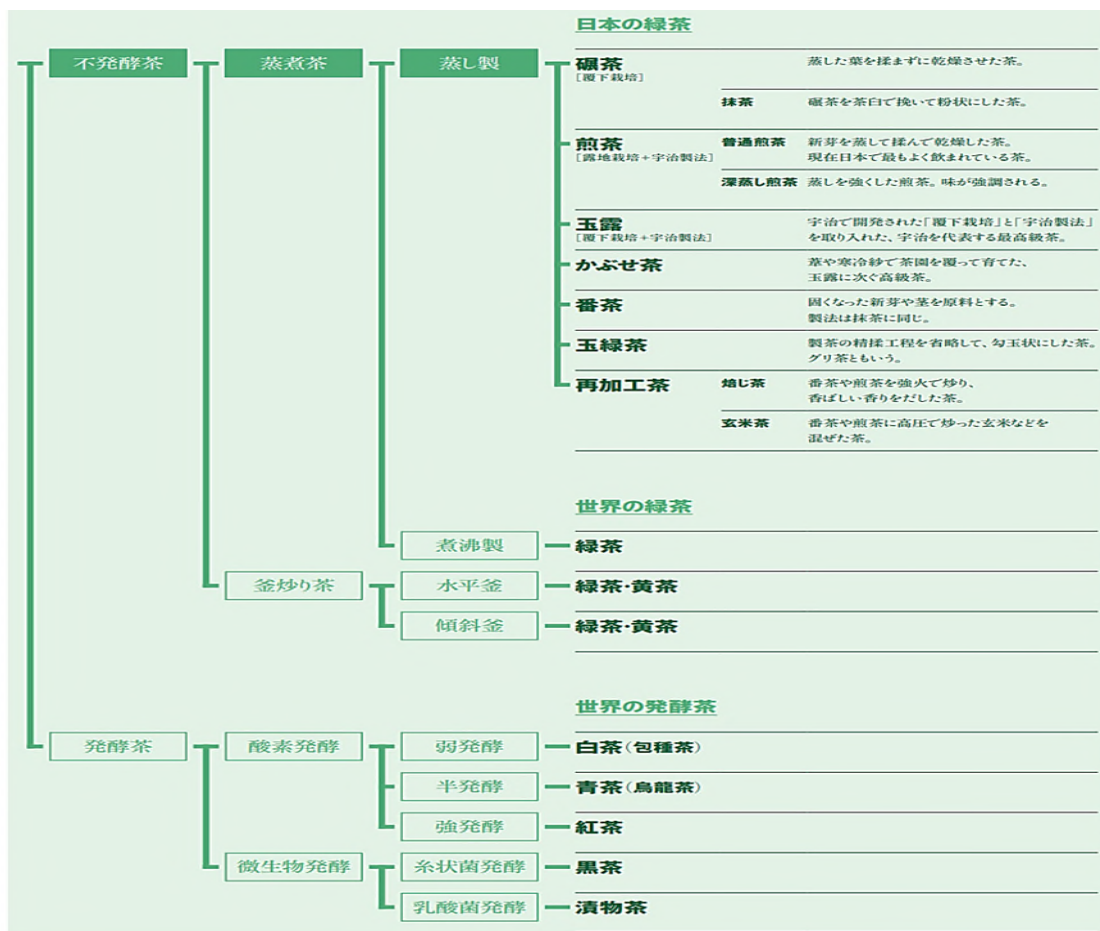 日本の緑茶
不発酵茶 蒸煮茶 蒸し製 碾茶 蒸した葉を揉まずに乾燥させた茶。
[覆下栽培]
抹茶 碾茶を茶臼で挽いて粉状にした茶。
煎茶 普通煎茶 新芽を蒸して揉んで乾燥した茶。
[露地栽培+宇治製法] 現在日本で最もよく飲まれている茶。
深蒸し煎茶 蒸しを強くした煎茶。味が強調される。
玉露 宇治で開発された「覆下栽培」と「宇治製法」
[覆下栽培+宇治製法] を取り入れた、宇治を代表する最高級茶。
かぶせ茶 葦や寒冷紗で茶園を覆って育てた、
玉露に次ぐ高級茶。
番茶 固くなった新芽や茎を原料とする。
製法は抹茶に同じ。
玉緑茶 製茶の精揉工程を省略して、勾玉状にした茶。
グリ茶ともいう。
再加工茶 焙じ茶 番茶や煎茶を強火で炒り、
香ばしい香りをだした茶。
玄米茶 番茶や煎茶に高圧で炒った玄米などを
混ぜた茶。
世界の緑茶
煮沸製 緑茶
釜炒り茶 水平釜 緑茶・黄茶
傾斜釜 緑茶・黄茶
世界の発酵茶
発酵茶 酸素発酵 弱発酵 白茶(包種茶)
半発酵 青茶(烏龍茶)
強発酵 紅茶
微生物発酵 糸状菌発酵 黒茶
乳酸菌発酵 漬物茶